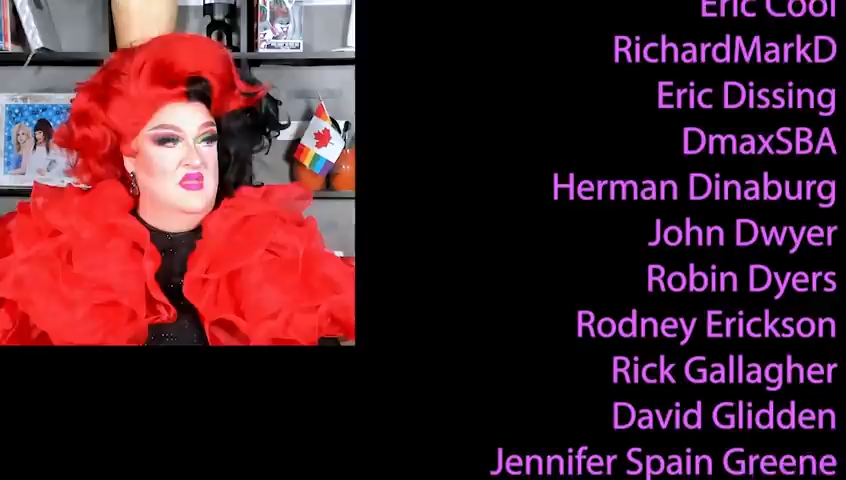 Eric Cool
RichardMarkD
Eric Dissing
DmaxSBA
Herman Dinaburg
John Dwyer
Robin Dyers
Rodney Erickson
Rick Gallagher
David Glidden
Jennifer Spain Greene